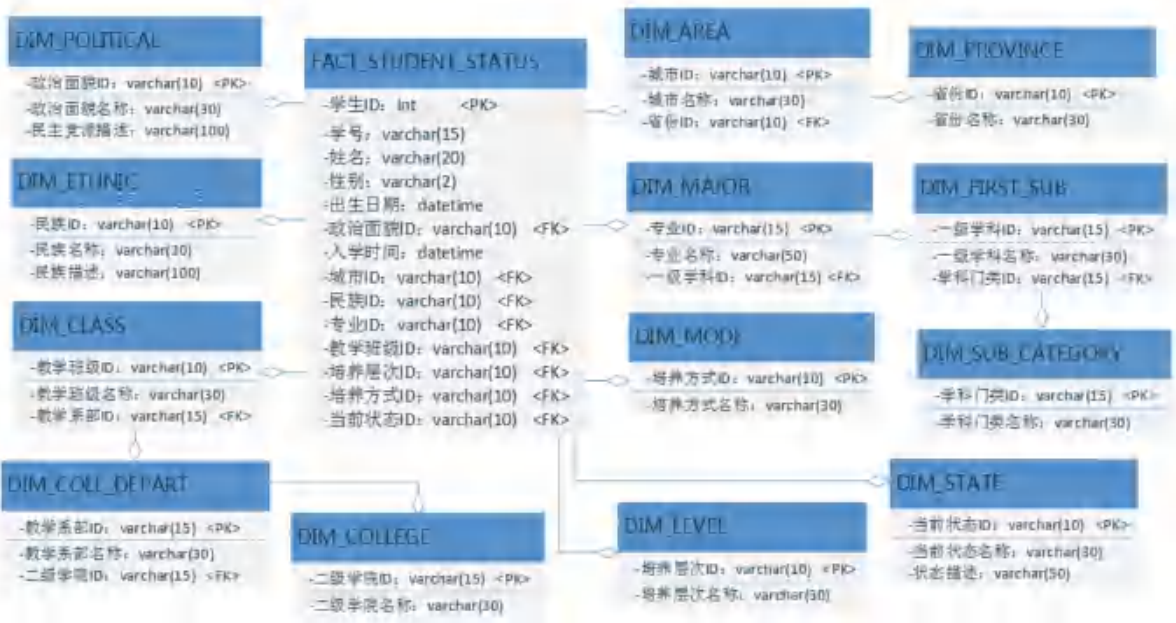 DIM_POLITICAL
-政治面貌ID：varchar(10) <PK>
-政治面貌名称：varchar(30)
-民主党派描述：varchar(100)
DIM_ETHNIC
-民族ID：varchar(10) <PK>
-民族名称：varchar(20)
-民族描述：varchar(100)
DIM_CLASS
-教学班级ID：varchar(10) <PK>
-教学班级名称：varchar(30)
-教学系部ID：varchar(15) <FK>
DIM_COLL_DEPART
-教学系部ID：varchar(15) <PK>
-教学系部名称：varchar(30)
-二级学院ID：varchar(15) <FK>
FACT_STUDENT_STATUS
-学生ID：int <PK>
-学号：varchar(15)
-姓名：varchar(20)
-性别：varchar(2)
-出生日期：datetime
-政治面貌ID：varchar(10) <FK>
-入学时间：datetime
-城市ID：varchar(10) <FK>
-民族ID：varchar(10) <FK>
-专业ID：varchar(10) <FK>
-教学班级ID：varchar(10) <FK>
-培养层次ID：varchar(10) <FK>
-培养方式ID：varchar(10) <FK>
-当前状态ID：varchar(10) <FK>
DIM_COLLEGE
-二级学院ID：varchar(15) <PK>
-二级学院名称：varchar(30)
DIM_AREA
-城市ID：varchar(10) <PK>
-城市名称：varchar(30)
-省份ID：varchar(10) <FK>
DIM_MAJOR
-专业ID：varchar(15) <PK>
-专业名称：varchar(50)
-一级学科ID：varchar(15) <FK>
DIM_MODE
-培养方式ID：varchar(10) <PK>
-培养方式名称：varchar(30)
DIM_LEVEL
-培养层次ID：varchar(10) <PK>
-培养层次名称：varchar(30)
DIM_PROVINCE
-省份ID：varchar(10) <PK>
-省份名称：varchar(30)
DIM_FIRST_SUB
-一级学科ID：varchar(15) <PK>
-一级学科名称：varchar(30)
-学科门类ID：varchar(15) <FK>
DIM_SUB_CATEGORY
-学科门类ID：varchar(15) <PK>
-学科门类名称：varchar(30)
DIM_STATE
-当前状态ID：varchar(10) <PK>
-当前状态名称：varchar(30)
-状态描述：varchar(50)